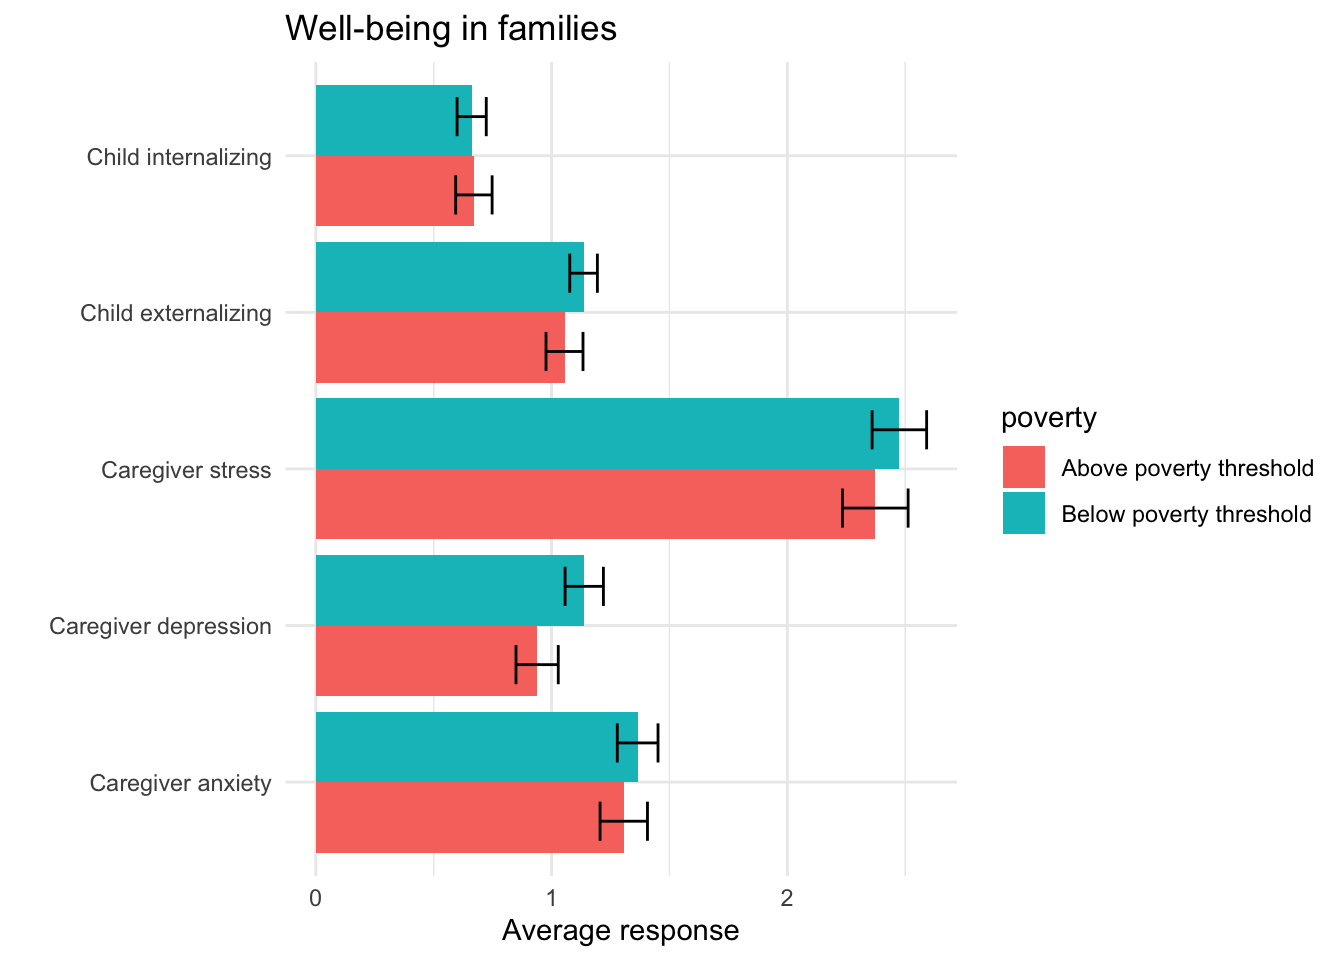 Well-being in families
Child internalizing
Child externalizing
Caregiver stress
Caregiver depression
Caregiver anxiety
0 1 2
Average response
poverty
Above poverty threshold
Below poverty threshold